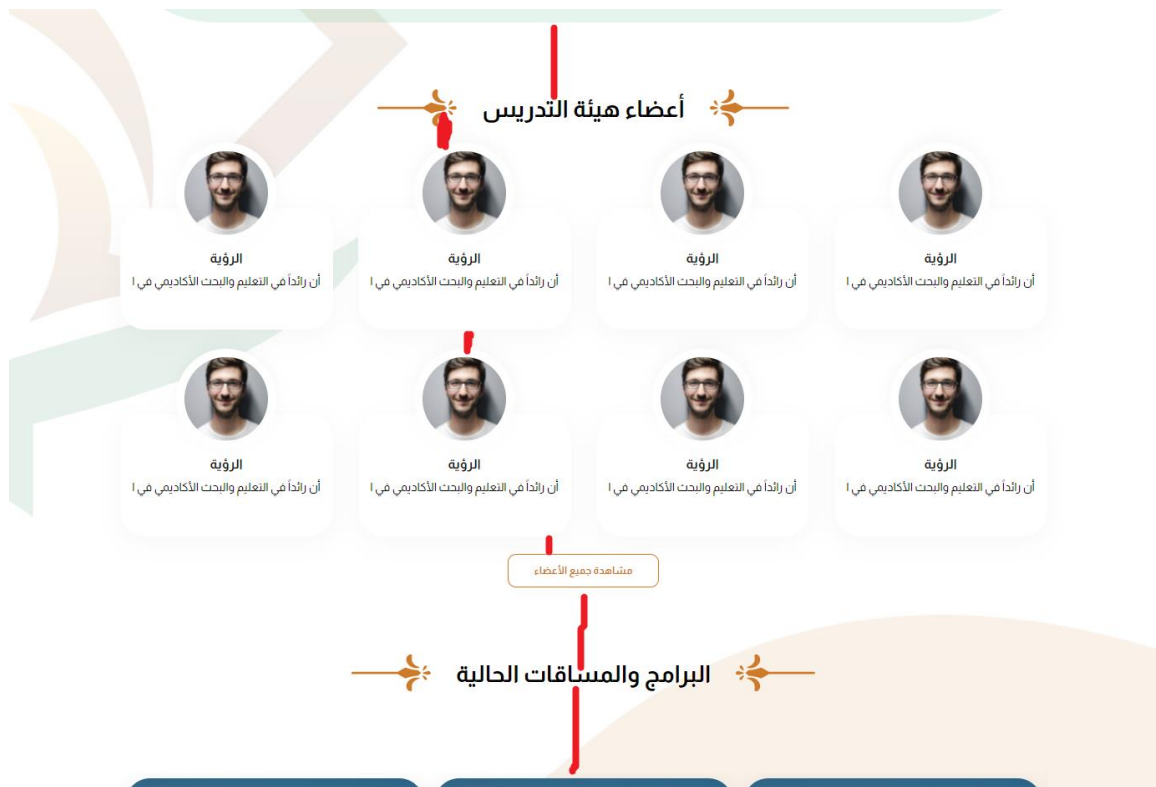 أعضاء هيئة التدريس
الرؤية
أن رائداً في التعليم والبحث الأكاديمي في ا
الرؤية
أن رائداً في التعليم والبحث الأكاديمي في ا
الرؤية
أن رائداً في التعليم والبحث الأكاديمي في ا
الرؤية
أن رائداً في التعليم والبحث الأكاديمي في ا
الرؤية
أن رائداً في التعليم والبحث الأكاديمي في ا
الرؤية
أن رائداً في التعليم والبحث الأكاديمي في ا
الرؤية
أن رائداً في التعليم والبحث الأكاديمي في ا
الرؤية
أن رائداً في التعليم والبحث الأكاديمي في ا
مشاهدة جميع الأعضاء
البرامج والمساقات الحالية